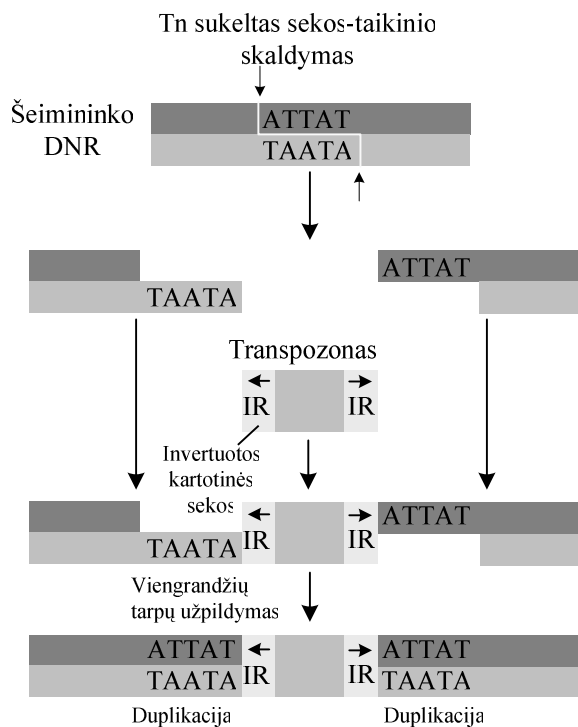 Tn sukeltas sekos-taikinio
skaldymas
Šeimininko
DNR
ATTAT
TAATA
TAATA
ATTAT
Transpozonas
IR
IR
Invertuotos
kartotinės
sekos
TAATA
IR
IR
ATTAT
Viengrandžių
tarpų užpildymas
ATTAT
TAATA
IR
IR
ATTAT
TAATA
Duplikacija
Duplikacija